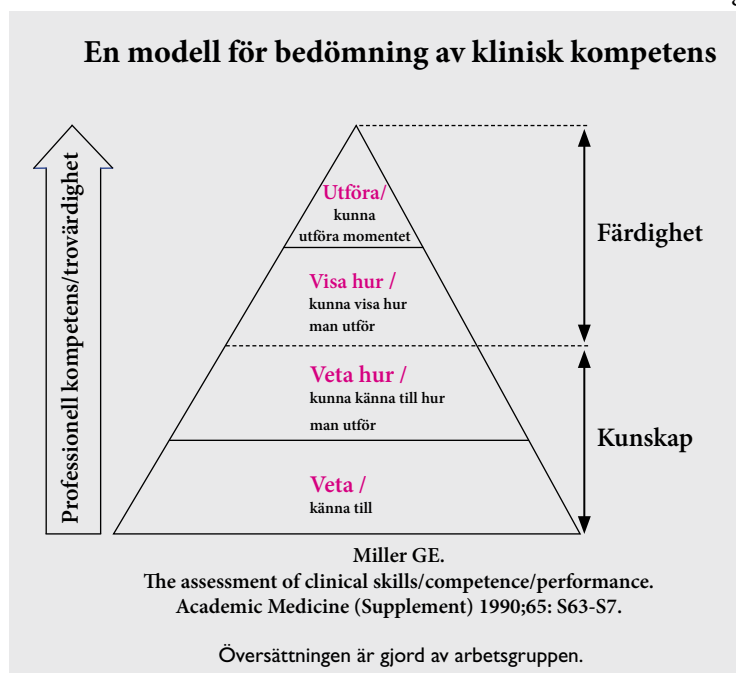 En modell för bedömning av klinisk kompetens
Professionell kompetens/trovärdighet
Utföra/
kunna
utföra momentet
Visa hur /
kunna visa hur
man utför
Färdighet
Veta hur /
kunna känna till hur
man utför
Veta /
känna till
Kunskap
Miller GE.
The assessment of clinical skills/competence/performance.
Academic Medicine (Supplement) 1990;65: S63-S7.
Översättningen är gjord av arbetsgruppen.